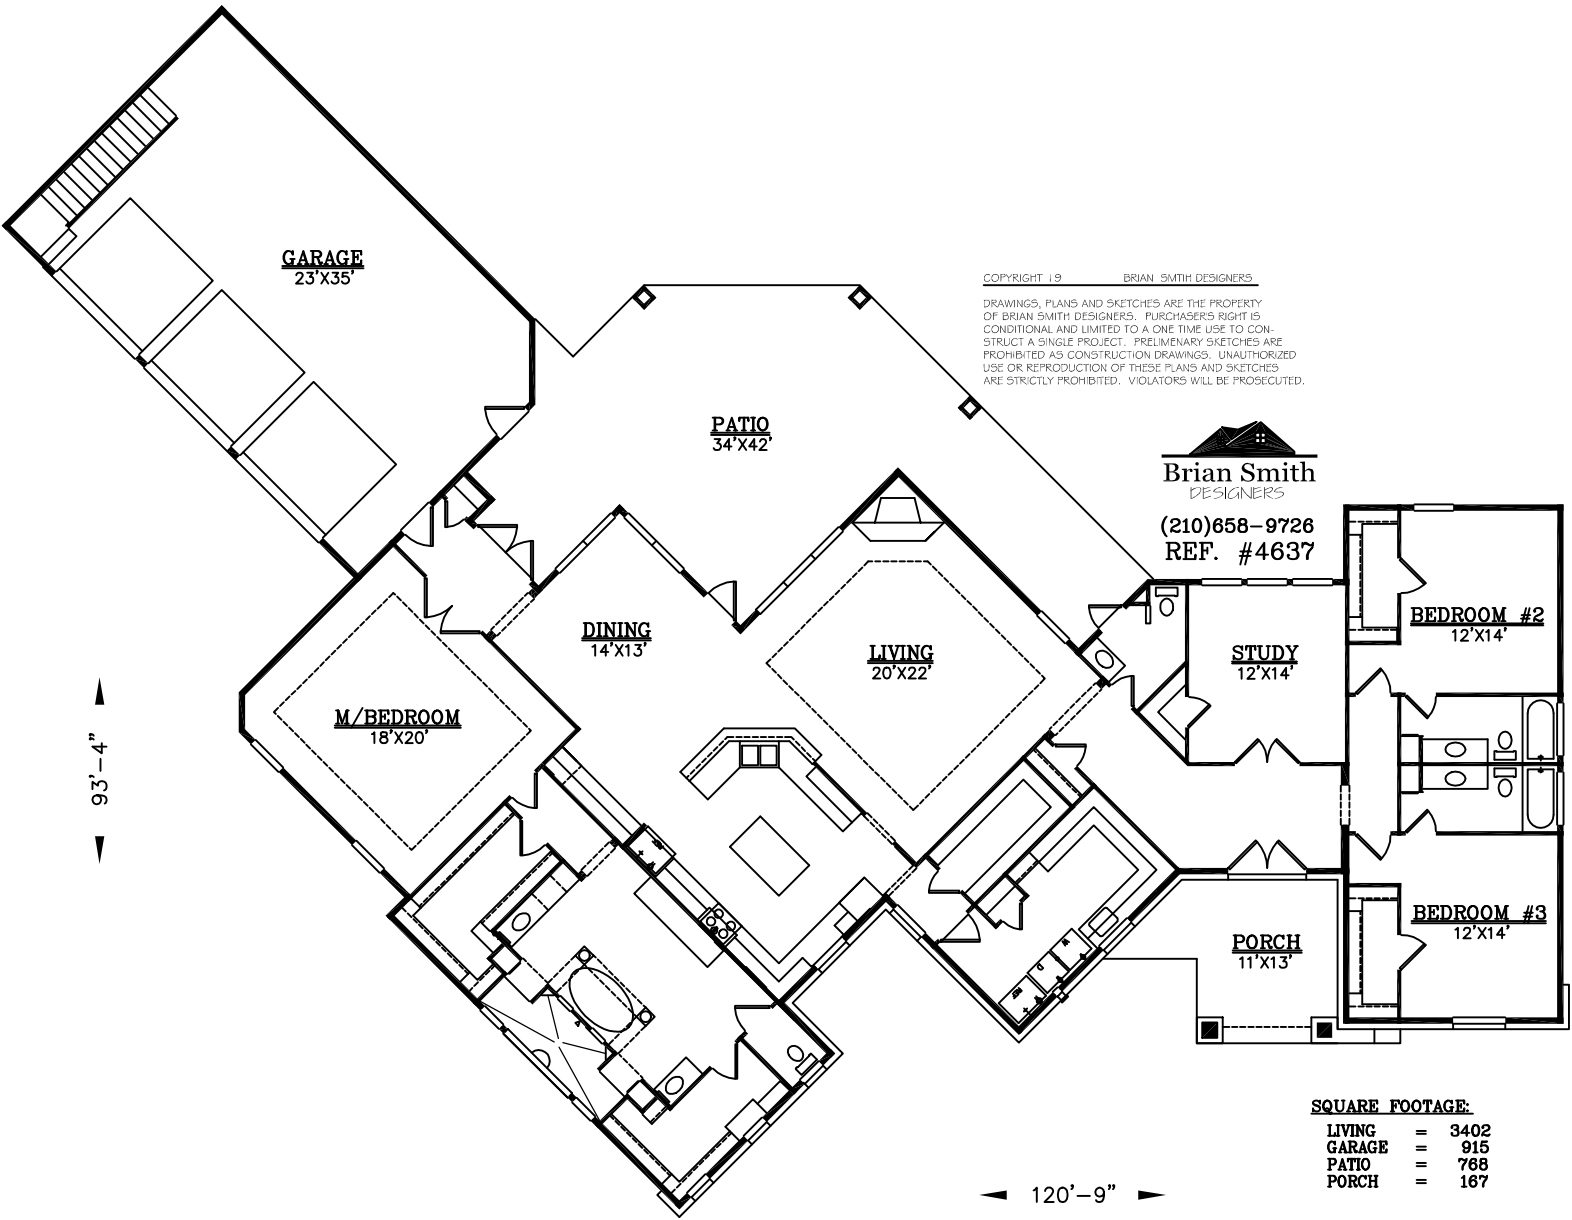 GARAGE
23'X35'
COPYRIGHT 19 BRIAN SMITH DESIGNERS
DRAWINGS, PLANS AND SKETCHES ARE THE PROPERTY
OF BRIAN SMITH DESIGNERS. PURCHASERS RIGHT IS
CONDITIONAL AND LIMITED TO A ONE TIME USE TO CON-
STRUCT A SINGLE PROJECT. PRELIMENARY SKETCHES ARE
PROHIBITED AS CONSTRUCTION DRAWINGS. UNAUTHORIZED
USE OR REPRODUCTION OF THESE PLANS AND SKETCHES
ARE STRICTLY PROHIBITED. VIOLATORS WILL BE PROSECUTED.
PATIO
34'X42'
Brian Smith
DESIGNERS
(210)658-9726
REF. #4637
BEDROOM #2
12'X14'
DINING
14'X13'
LIVING
20'X22'
STUDY
12'X14'
M/BEDROOM
18'X20'
93'-4"
BEDROOM #3
12'X14'
PORCH
11'X13'
SQUARE FOOTAGE:
LIVING = 3402
GARAGE = 915
PATIO = 768
PORCH = 167
120'-9"